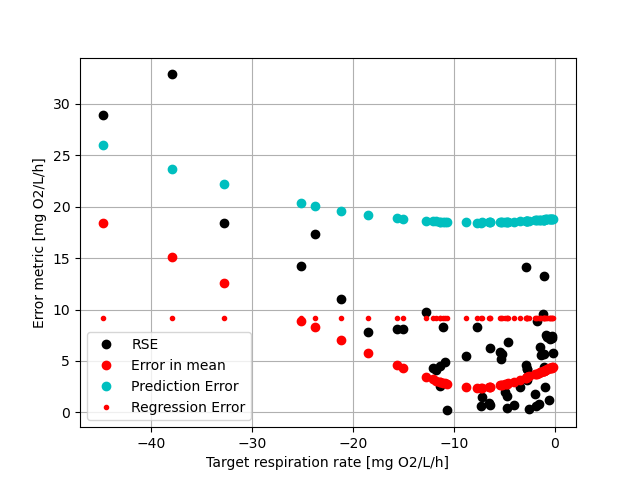 30
25
20
15
10
5
0
Error metric [mg O2/L/h]
RSE
Error in mean
Prediction Error
Regression Error
−40 −30 −20 −10 0
Target respiration rate [mg O2/L/h]